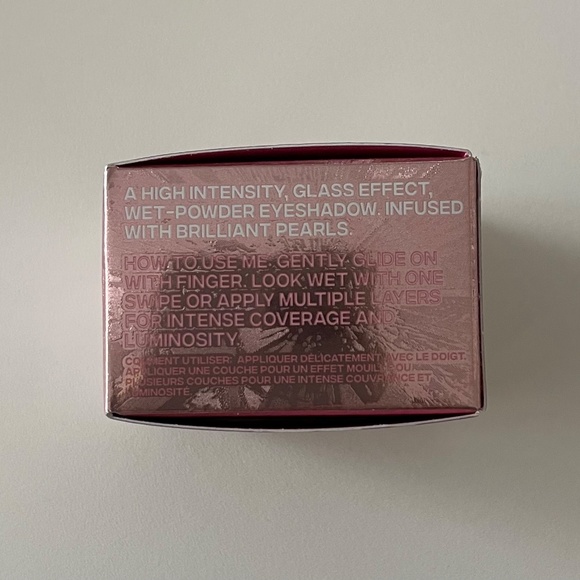 A HIGH INTENSITY, GLASS EFFECT,
WET-POWDER EYESHADOW. INFUSED
WITH BRILLIANT PEARLS.
HOW TO USE ME: GENTLY GLIDE ON
WITH FINGER. LOOK WET WITH ONE
SWIPE OR APPLY MULTIPLE LAYERS
FOR INTENSE COVERAGE AND
LUMINOSITY.
COMMENT UTILISER: APPLIQUER DÉLICATEMENT AVEC LE DOIGT.
APPLIQUER UNE COUCHE POUR UN EFFET MOUILLÉ OU
PLUSIEURS COUCHES POUR UNE INTENSE COUVRANCE ET
LUMINOSITÉ.